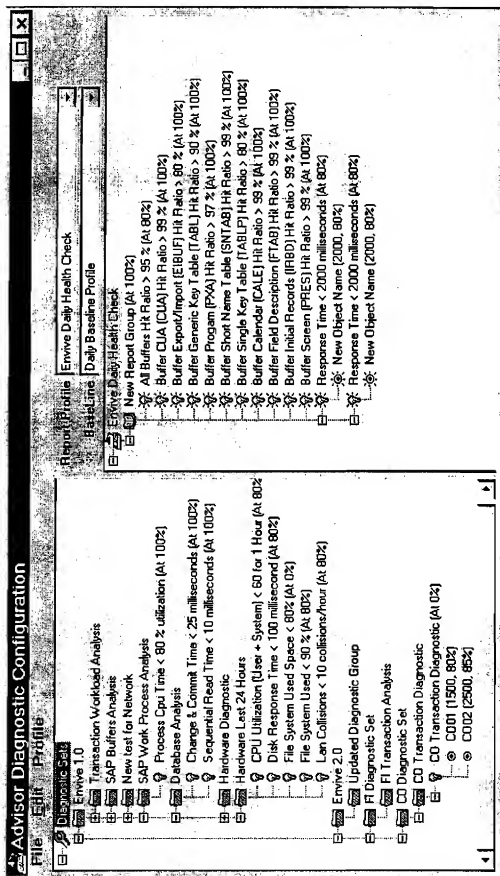 Advisor Diagnostic Configuration
File Edit Profile
Diagnostic Sets
Envive 1.0
Transaction Workload Analysis
SAP Buffers Analysis
New test for Network
SAP Work Process Analysis
Process Cpu Time < 80 % utilization (At 100%)
Database Analysis
Change & Commit Time < 25 milliseconds (At 100%)
Sequential Read Time < 10 milliseconds (At 100%)
Hardware Diagnostic
Hardware Last 24 Hours
CPU Utilization (User + System) < 60 for 1 Hour (At 80%
Disk Response Time < 100 millisecond (At 80%)
File System Used Space < 80% (At 0%)
File System Used < 90 % (At 80%)
Lan Collisions < 10 collisions/hour (At 80%)
Envive 2.0
Updated Diagnostic Group
FI Diagnostic Set
FI Transaction Analysis
CO Diagnostic Set
CO Transaction Diagnostic
CO Transaction Diagnostic (At 0%)
CO01 (1500, 80%)
CO02 (2500, 85%)
Report Profile Envive Daily Health Check
BaseLine Daily Baseline Profile
Envive Daily Health Check
New Report Group (At 100%)
All Buffers Hit Ratio > 95 % (At 80%)
Buffer CUA (CUA) Hit Ratio > 99 % (At 100%)
Buffer Export/Import (EIBUF) Hit Ratio > 80 % (At 100%)
Buffer Generic Key Table (TABL) Hit Ratio > 90 % (At 100%)
Buffer Progam (PXA) Hit Ratio > 97 % (At 100%)
Buffer Short Name Table (SNTAB) Hit Ratio > 99 % (At 100%)
Buffer Single Key Table (TABLP) Hit Ratio > 80 % (At 100%)
Buffer Calendar (CALE) Hit Ratio > 99 % (At 100%)
Buffer Field Description (FTAB) Hit Ratio > 99 % (At 100%)
Buffer Initial Records (IRBD) Hit Ratio > 99 % (At 100%)
Buffer Screen (PRES) Hit Ratio > 99 % (At 100%)
Response Time < 2000 milliseconds (At 80%)
New Object Name (2000, 80%)
Response Time < 2000 milliseconds (At 80%)
New Object Name (2000, 80%)